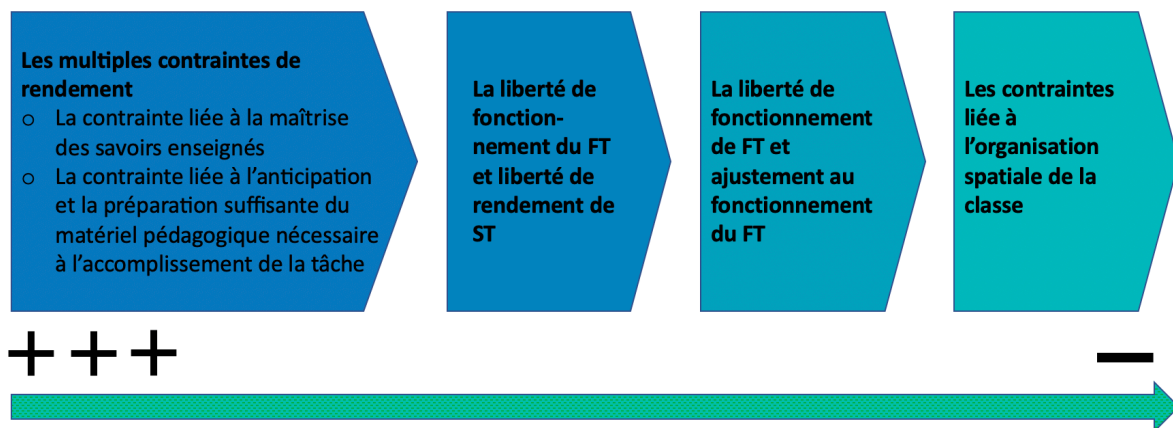 Les multiples contraintes de
rendement
o La contrainte liée à la maîtrise
des savoirs enseignés
o La contrainte liée à l'anticipation
et la préparation suffisante du
matériel pédagogique nécessaire
à l'accomplissement de la tâche
La liberté de
fonction-
nement du FT
et liberté de
rendement de
ST
La liberté de
fonctionnement
de FT et
ajustement au
fonctionnement
du FT
Les contraintes
liée à
l'organisation
spatiale de la
classe
+ + + −